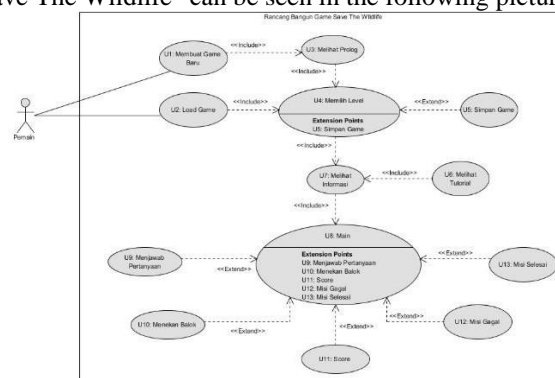 ave The Wildlife" can be seen in the following pictur
Rancang Bangun Game Save The Wildlife
U1: Membuat Game
Baru
<<Include>>
U3: Melihat Prolog
<<Include>>
Pemain
U2: Load Game
<<Include>>
U4: Memilih Level
Extension Points
U5: Simpan Game
<<Extend>>
U5: Simpan Game
<<Include>>
U7: Melihat
Informasi
<<Include>>
U6: Melihat
Tutorial
<<Include>>
U8: Main
Extension Points
U9: Menjawab Pertanyaan
U10: Menekan Balok
U11: Score
U12: Misi Gagal
U13: Misi Selesai
U9: Menjawab
Pertanyaan
<<Extend>>
<<Extend>>
U13: Misi Selesai
U10: Menekan Balok
<<Extend>>
<<Extend>>
U12: Misi Gagal
<<Extend>>
U11: Score